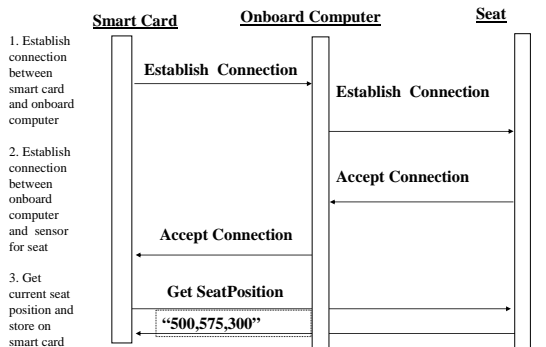 Smart Card
Onboard Computer
Seat
1. Establish
connection
between
smart card
and onboard
computer
2. Establish
connection
between
onboard
computer
and sensor
for seat
3. Get
current seat
position and
store on
smart card
Establish Connection
Establish Connection
Accept Connection
Accept Connection
Get SeatPosition
“500,575,300”